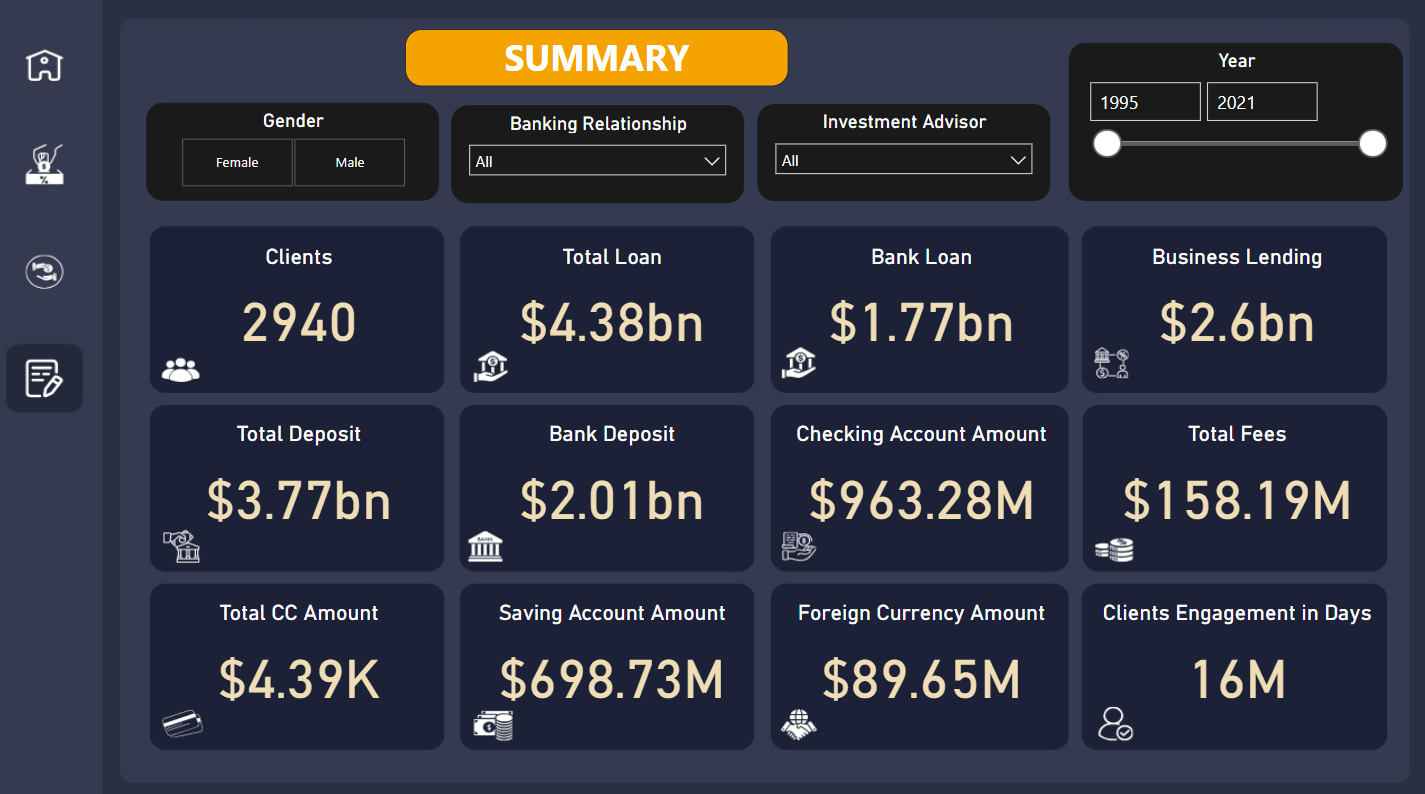 SUMMARY
Gender
Female
Male
Banking Relationship
All
Investment Advisor
All
Year
1995
2021
Clients
2940
Total Loan
$4.38bn
Bank Loan
$1.77bn
Business Lending
$2.6bn
Total Deposit
$3.77bn
Bank Deposit
$2.01bn
BANK
Checking Account Amount
$963.28M
Total Fees
$158.19M
Total CC Amount
$4.39K
Saving Account Amount
$698.73M
Foreign Currency Amount
$89.65M
Clients Engagement in Days
16M